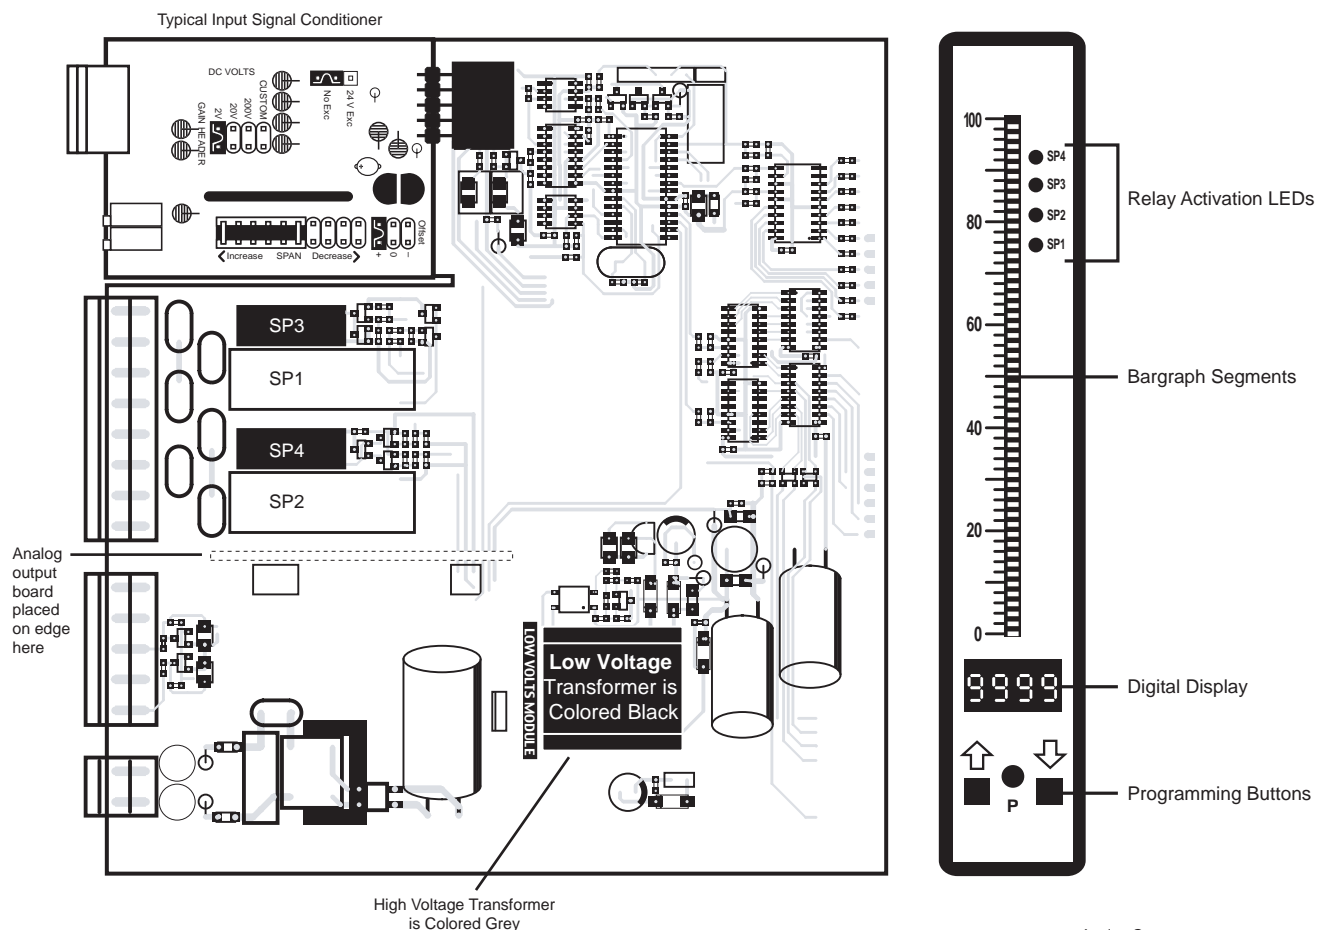 Typical Input Signal Conditioner
DC VOLTS
CUSTOM
200V
20V
2V
GAIN HEADER
No Exc
24 V Exc
Offset
Increase SPAN Decrease
+ 0 –
SP3
SP1
SP4
SP2
Analog
output
board
placed
on edge
here
LOW VOLTS MODULE
Low Voltage
Transformer is
Colored Black
High Voltage Transformer
is Colored Grey
100
80
60
40
20
0
SP4
SP3
SP2
SP1
Relay Activation LEDs
Bargraph Segments
9999
Digital Display
P
Programming Buttons